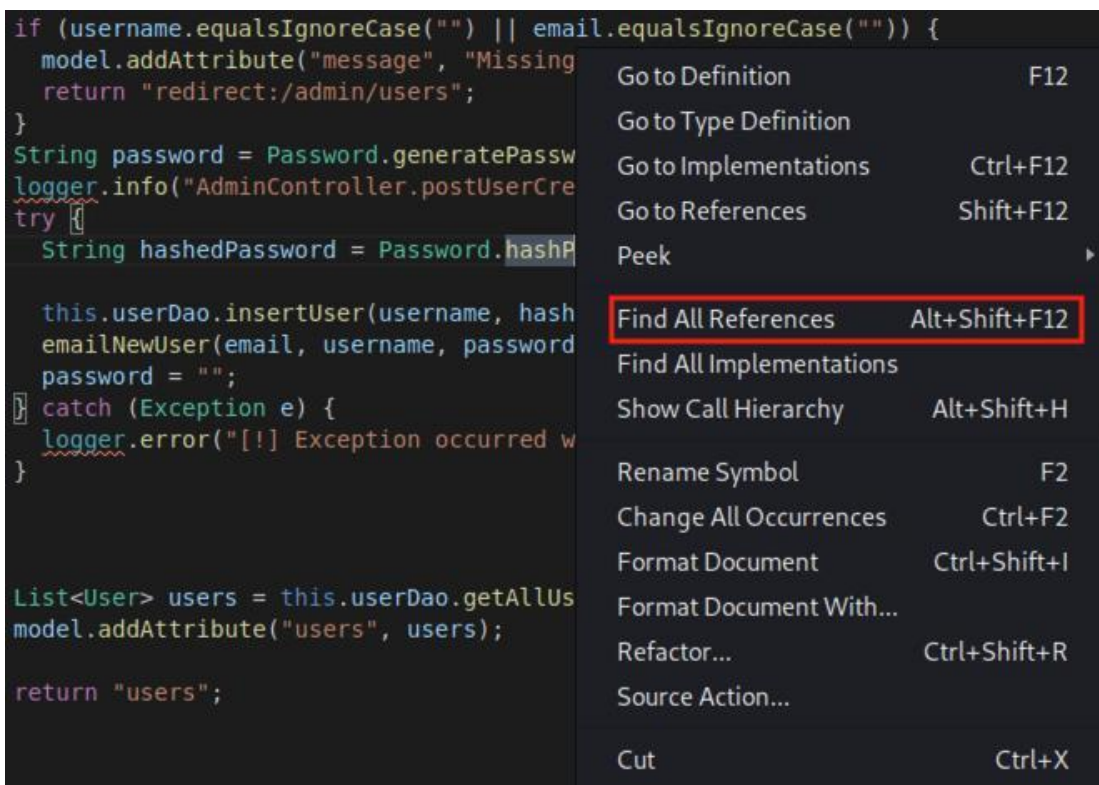 if (username.equalsIgnoreCase("") || email.equalsIgnoreCase("")) {
model.addAttribute("message", "Missing
return "redirect:/admin/users";
}
String password = Password.generatePassw
logger.info("AdminController.postUserCre
try {
String hashedPassword = Password.hashP
this.userDao.insertUser(username, hash
emailNewUser(email, username, password
password = "";
} catch (Exception e) {
logger.error("[!] Exception occurred w
}
List<User> users = this.userDao.getAllUs
model.addAttribute("users", users);
return "users";
Go to Definition F12
Go to Type Definition
Go to Implementations Ctrl+F12
Go to References Shift+F12
Peek
Find All References Alt+Shift+F12
Find All Implementations
Show Call Hierarchy Alt+Shift+H
Rename Symbol F2
Change All Occurrences Ctrl+F2
Format Document Ctrl+Shift+I
Format Document With...
Refactor... Ctrl+Shift+R
Source Action...
Cut Ctrl+X